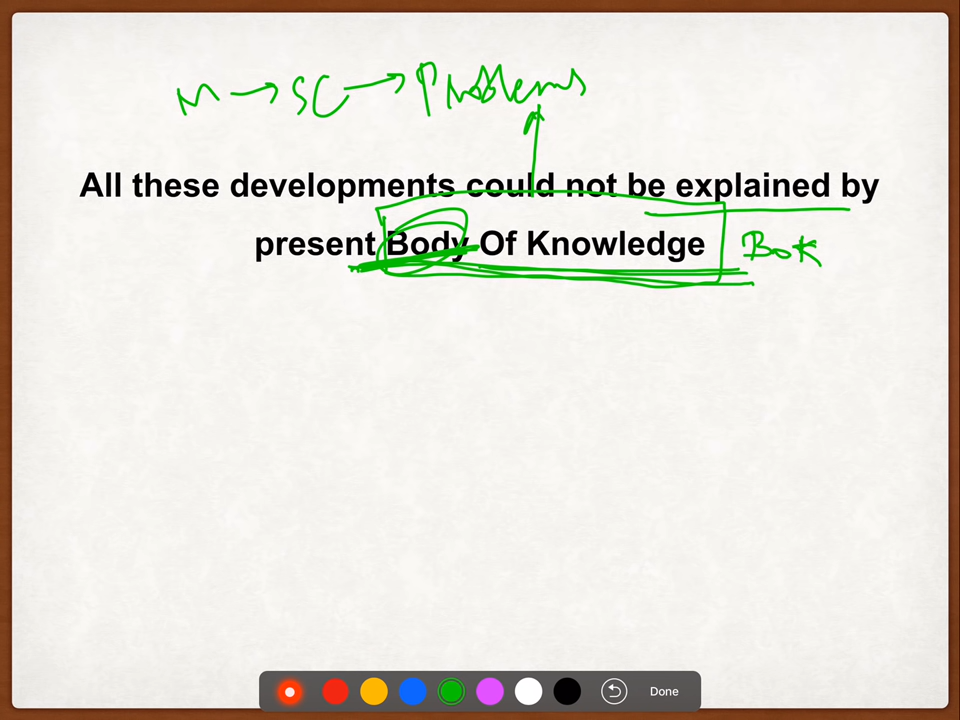 M → SC → Problems
All these developments could not be explained by
present Body Of Knowledge BOK
Done